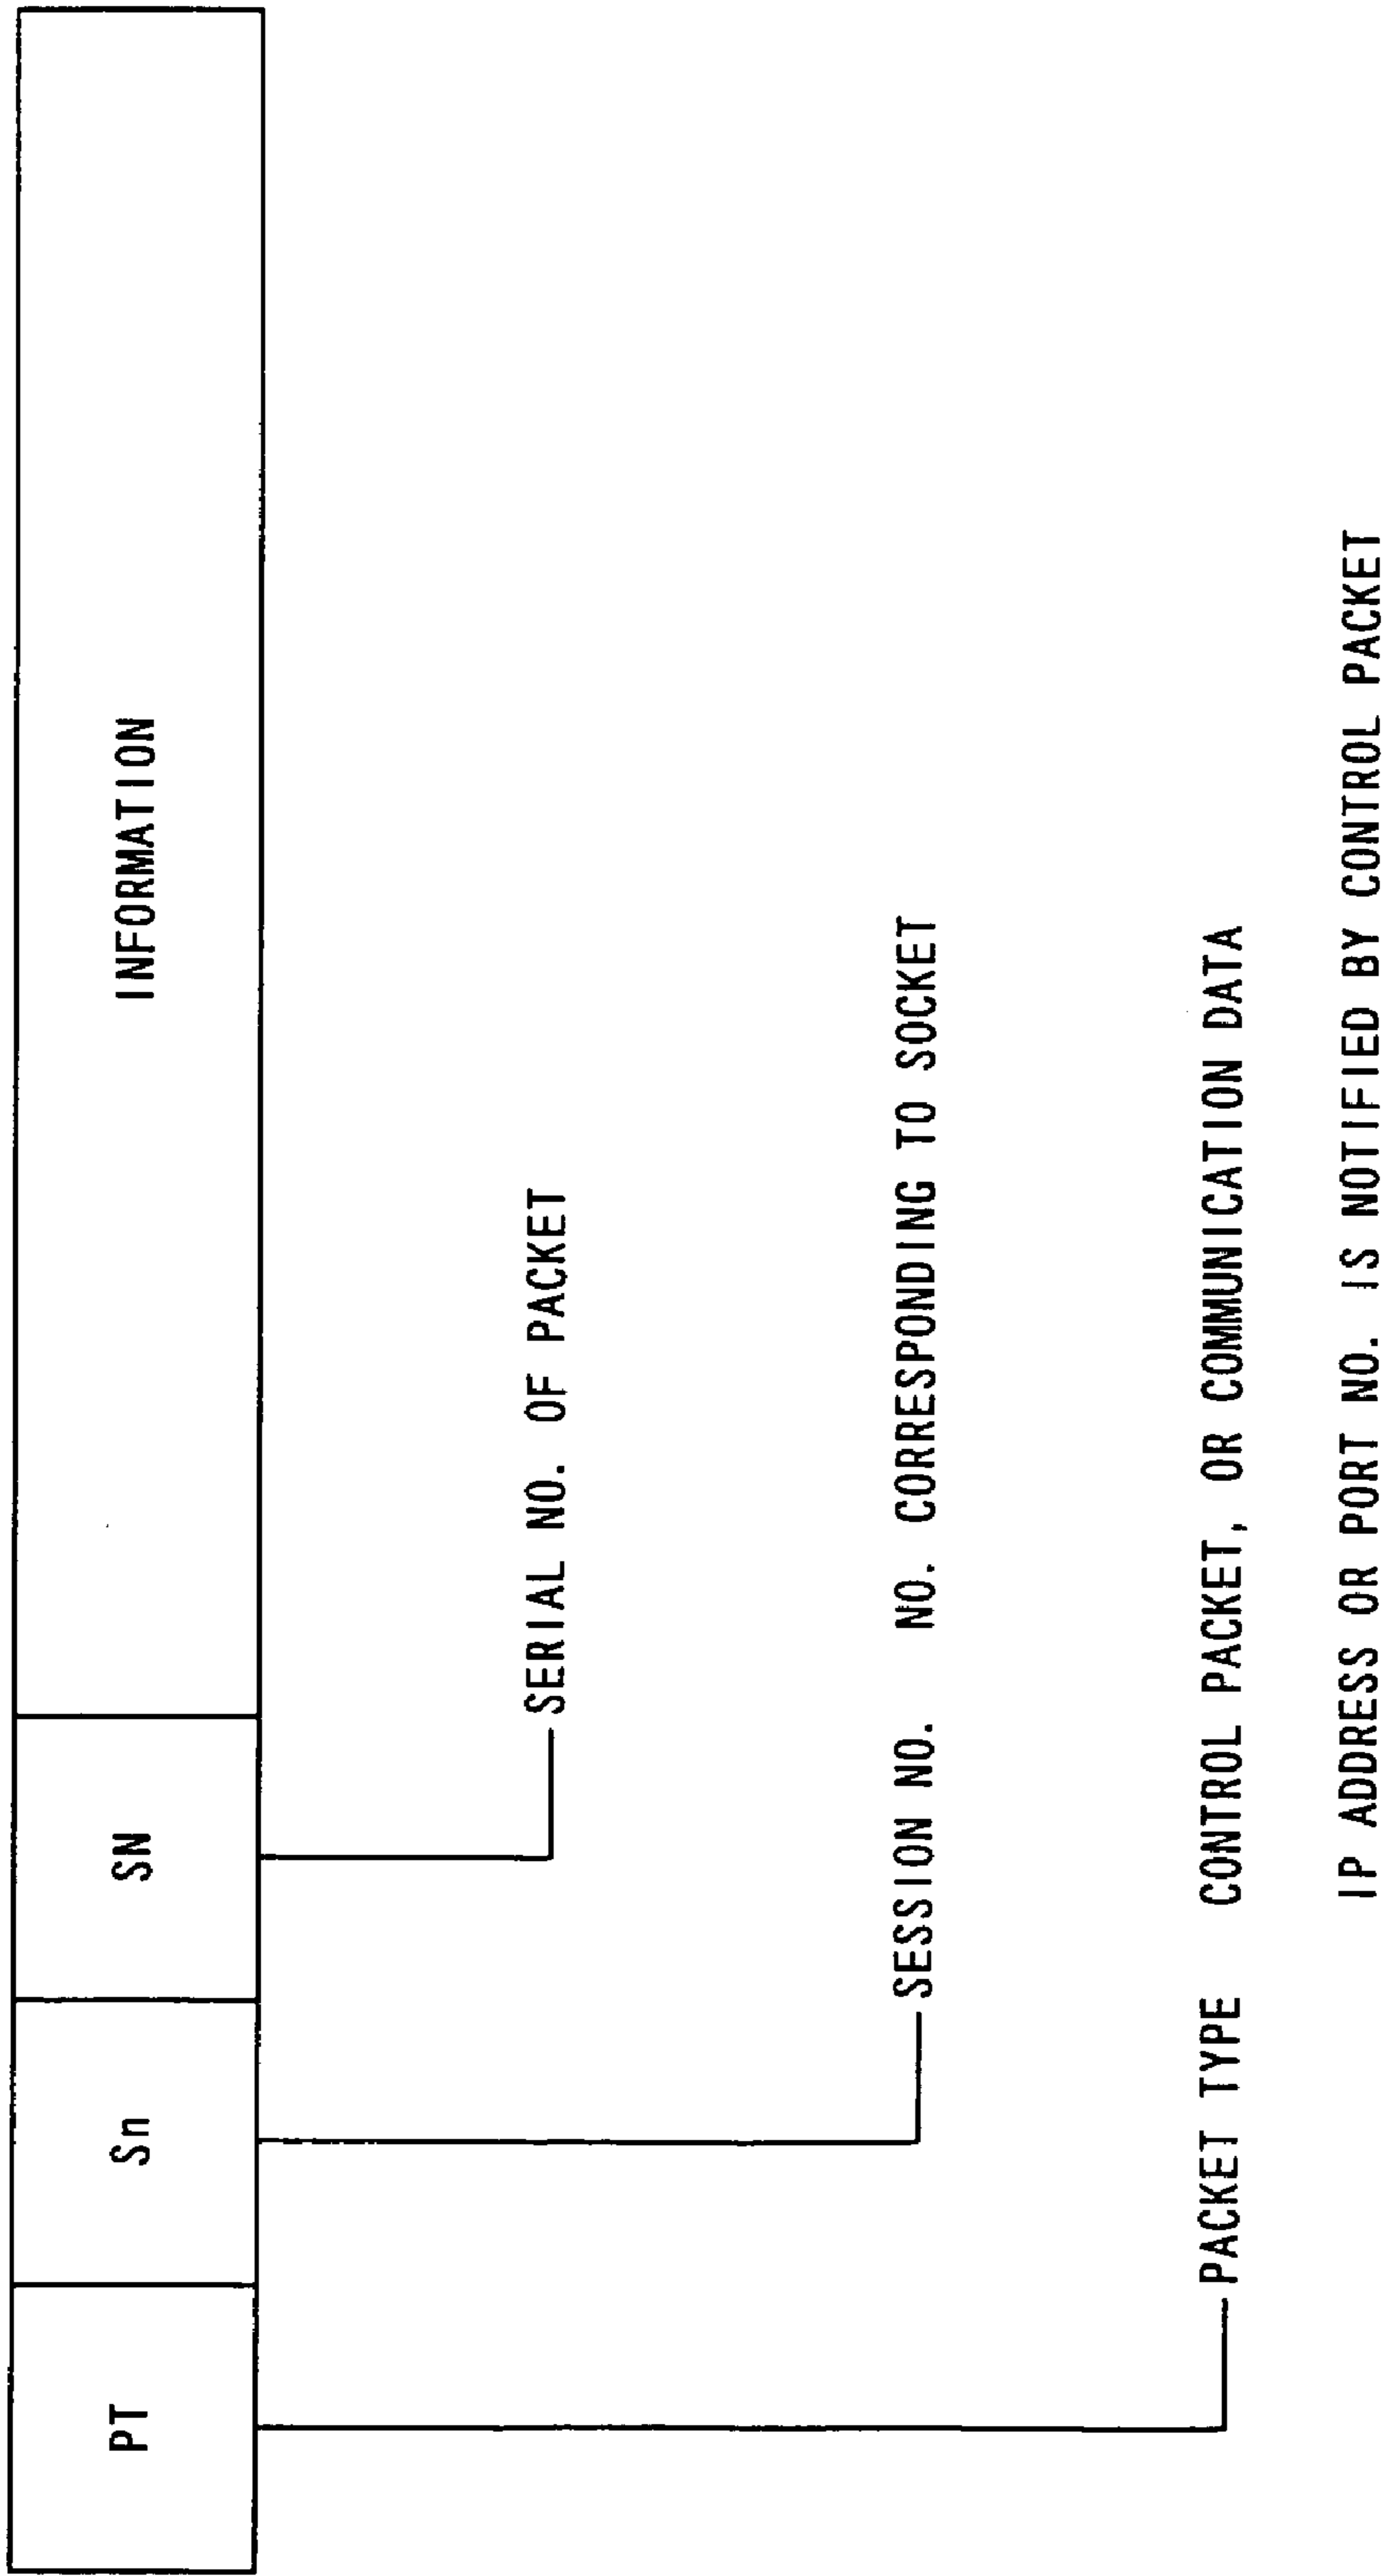 PT Sn SN INFORMATION
SERIAL NO. OF PACKET
SESSION NO. NO. CORRESPONDING TO SOCKET
PACKET TYPE CONTROL PACKET, OR COMMUNICATION DATA
IP ADDRESS OR PORT NO. IS NOTIFIED BY CONTROL PACKET